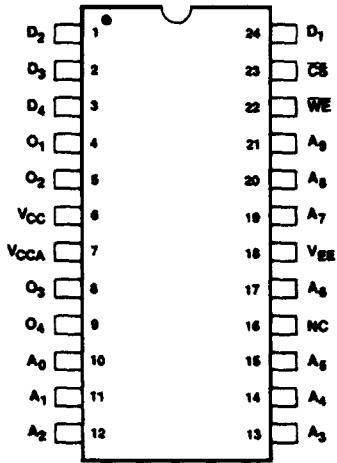 D₂ 1 24 D₁
D₃ 2 23 C̅S̅
D₄ 3 22 W̅E̅
O₁ 4 21 A₉
O₂ 5 20 A₈
VCC 6 19 A₇
VCCA 7 18 VEE
O₃ 8 17 A₆
O₄ 9 16 NC
A₀ 10 15 A₅
A₁ 11 14 A₄
A₂ 12 13 A₃